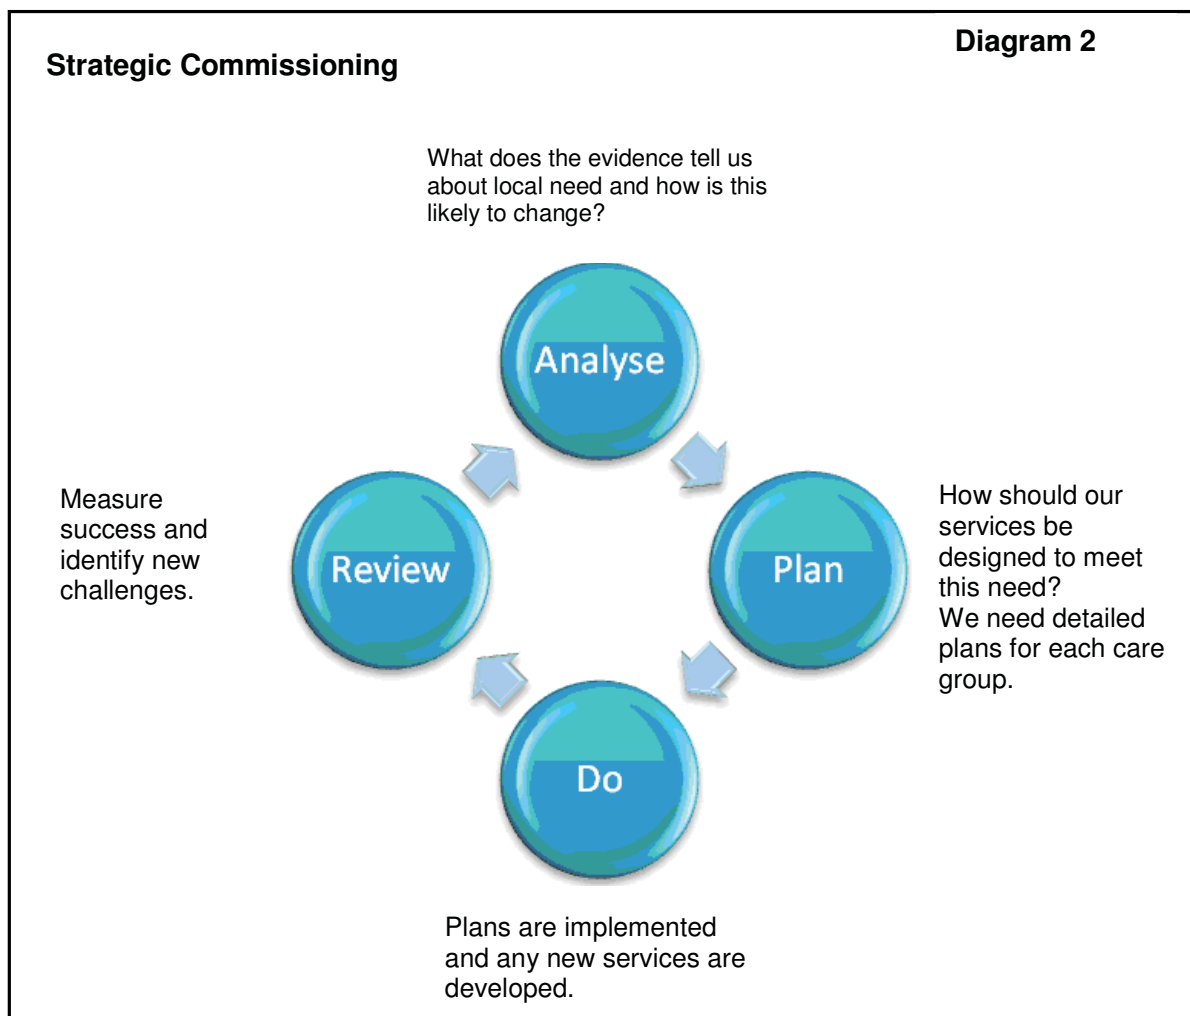 Diagram 2
Strategic Commissioning
What does the evidence tell us
about local need and how is this
likely to change?
Analyse
Measure
success and
identify new
challenges.
Review
Plan
How should our
services be
designed to meet
this need?
We need detailed
plans for each care
group.
Do
Plans are implemented
and any new services are
developed.